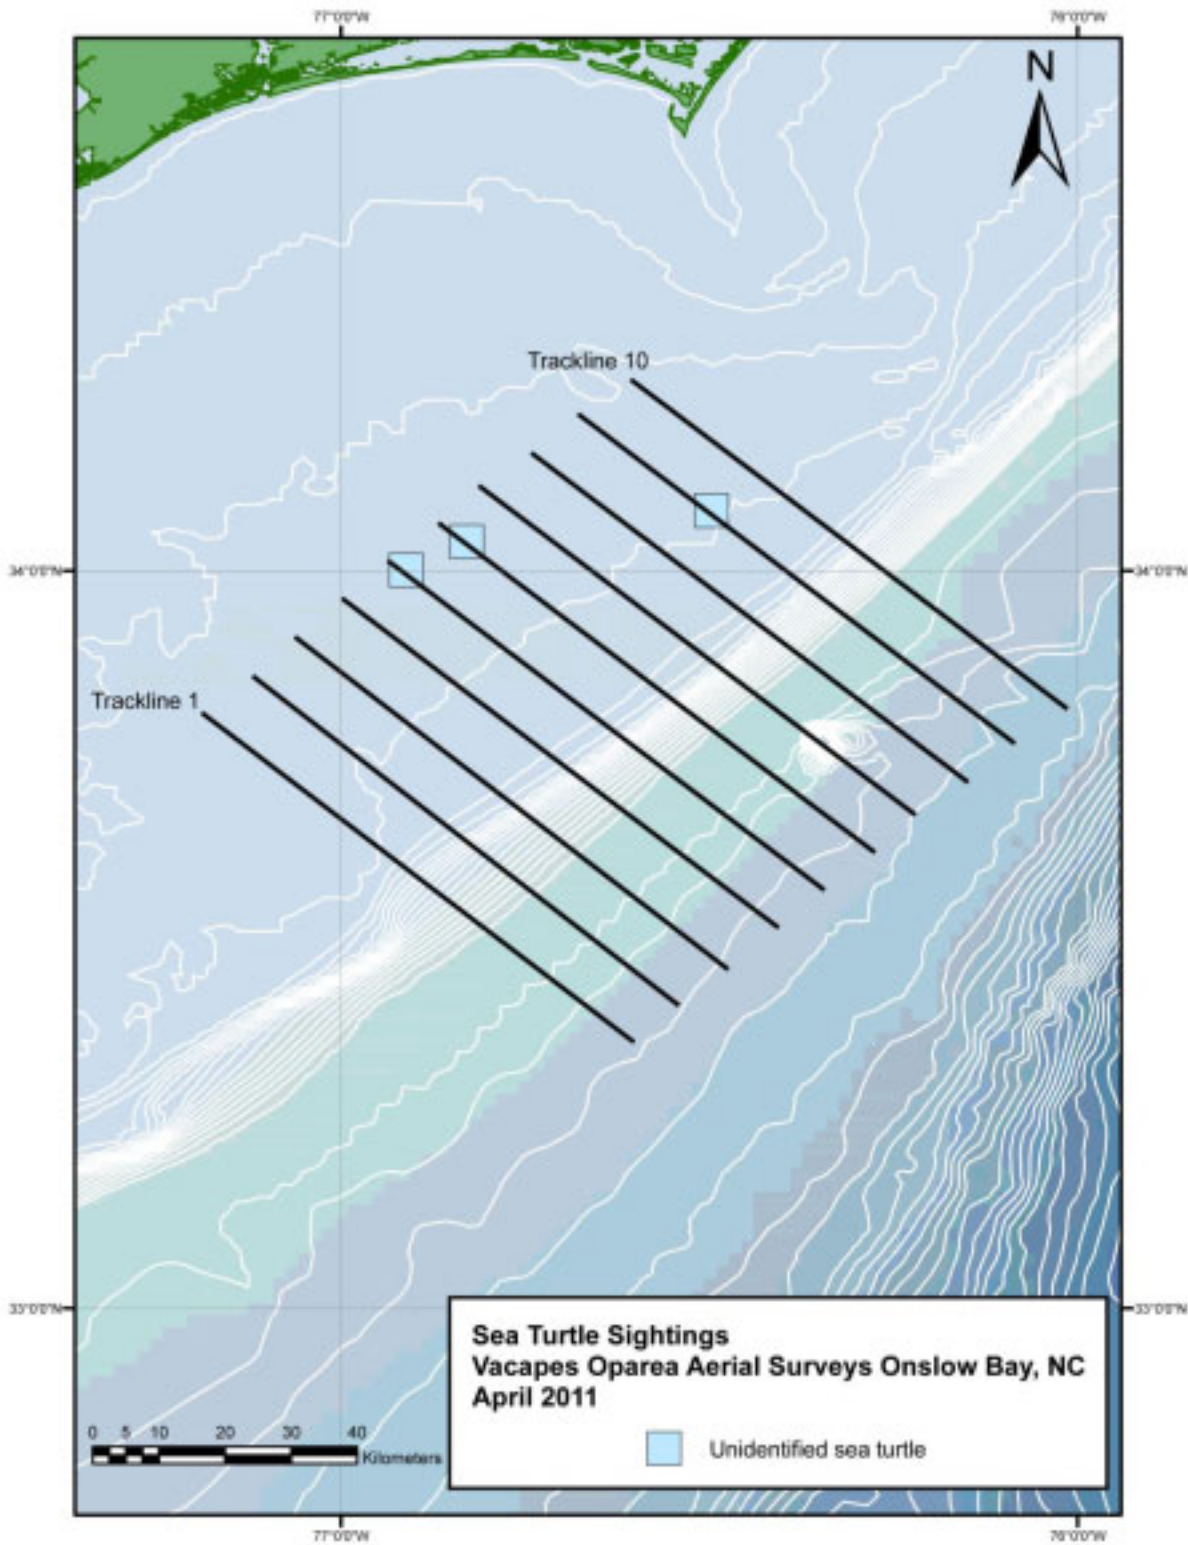 77°0'0"W
76°0'0"W
N
Trackline 10
34°0'0"N
34°0'0"N
Trackline 1
33°0'0"N
33°0'0"N
Sea Turtle Sightings
Vacapes Oparea Aerial Surveys Onslow Bay, NC
April 2011
Unidentified sea turtle
0 5 10 20 30 40
Kilometers
77°0'0"W
76°0'0"W